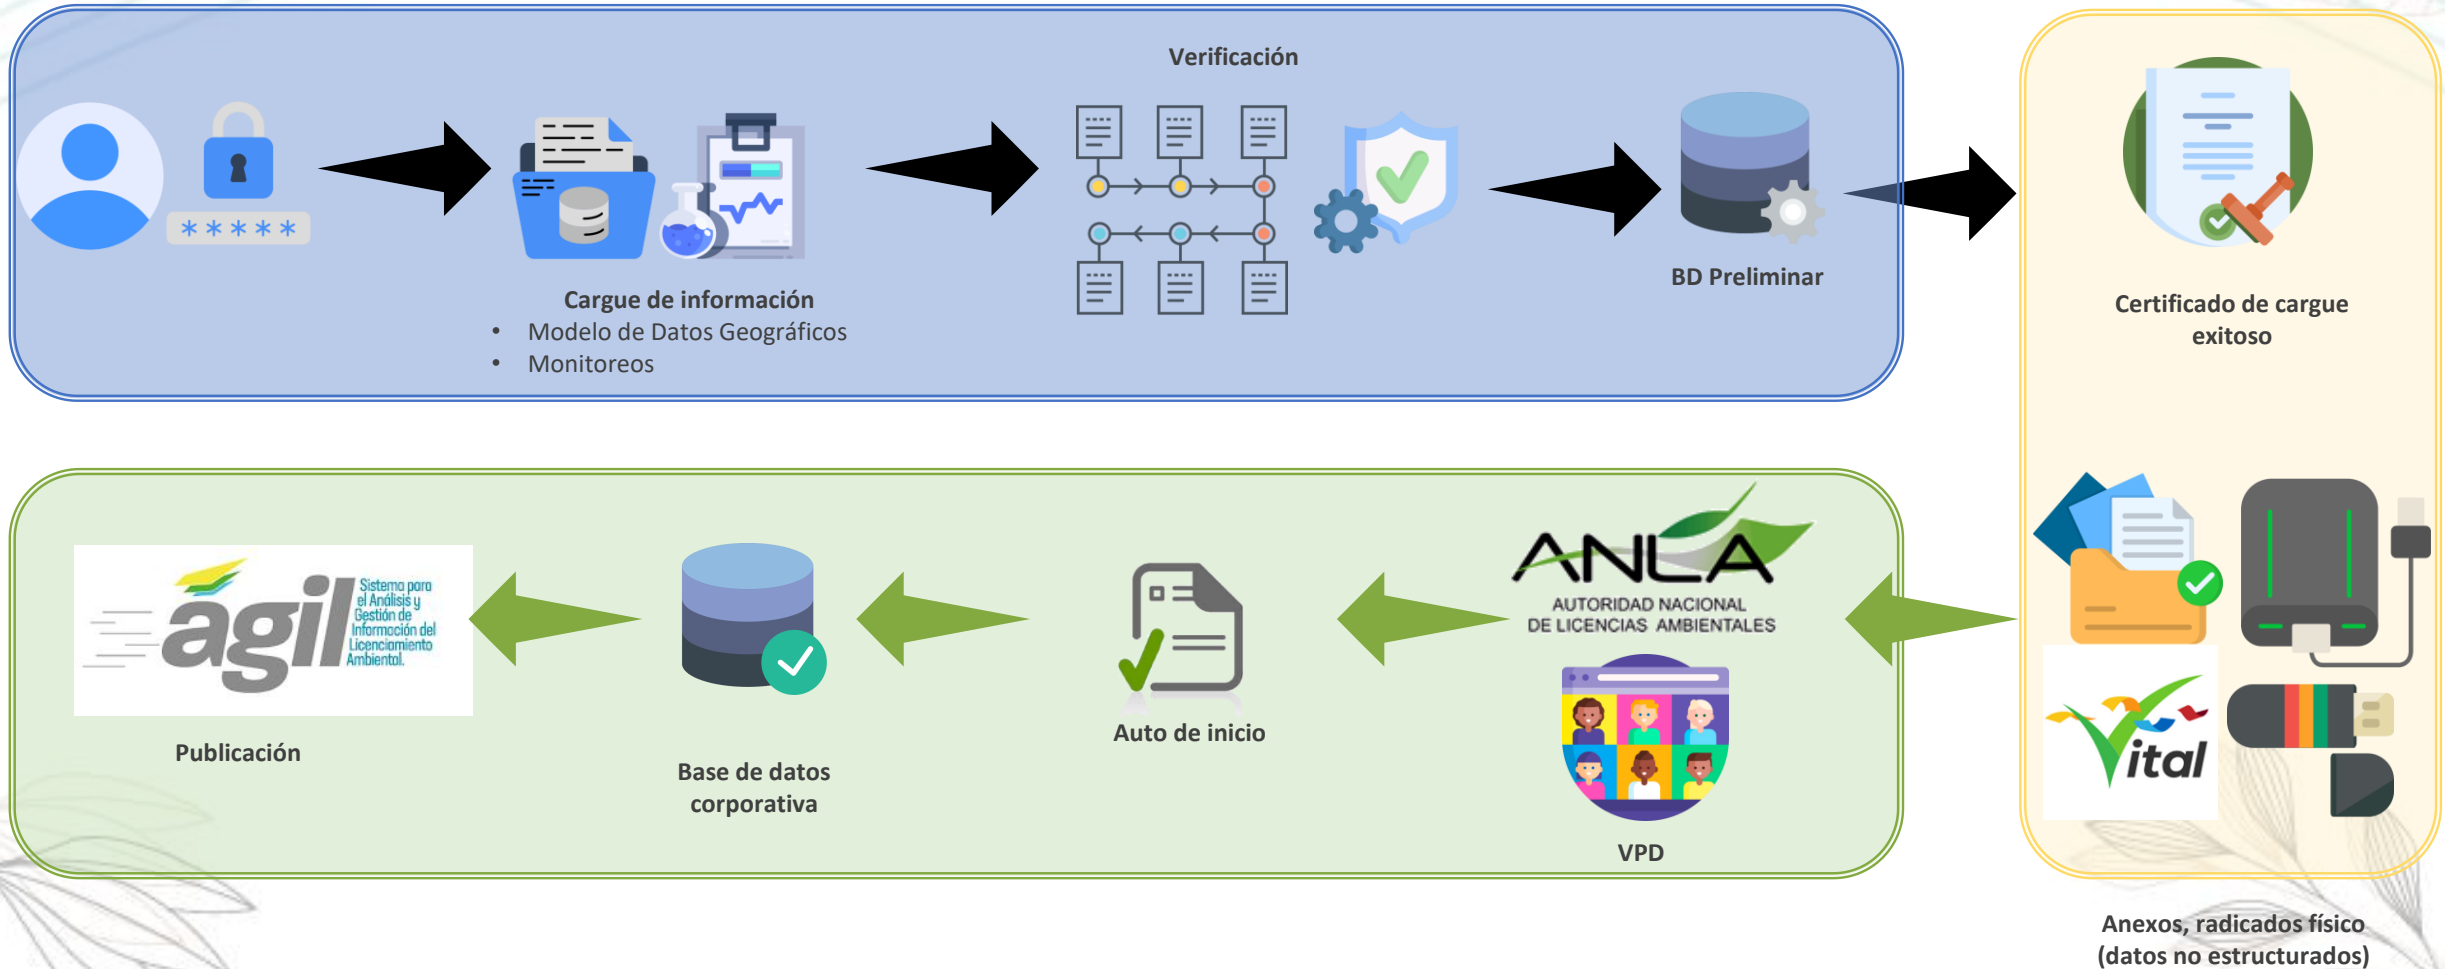 Verificación
*****
Cargue de información
• Modelo de Datos Geográficos
• Monitoreos
BD Preliminar
Certificado de cargue
exitoso
ágil
Sistema para
el Análisis y
Gestión de
Información del
Licenciamiento
Ambiental.
Publicación
Base de datos
corporativa
Auto de inicio
ANLA
AUTORIDAD NACIONAL
DE LICENCIAS AMBIENTALES
VPD
Vital
Anexos, radicados físico
(datos no estructurados)